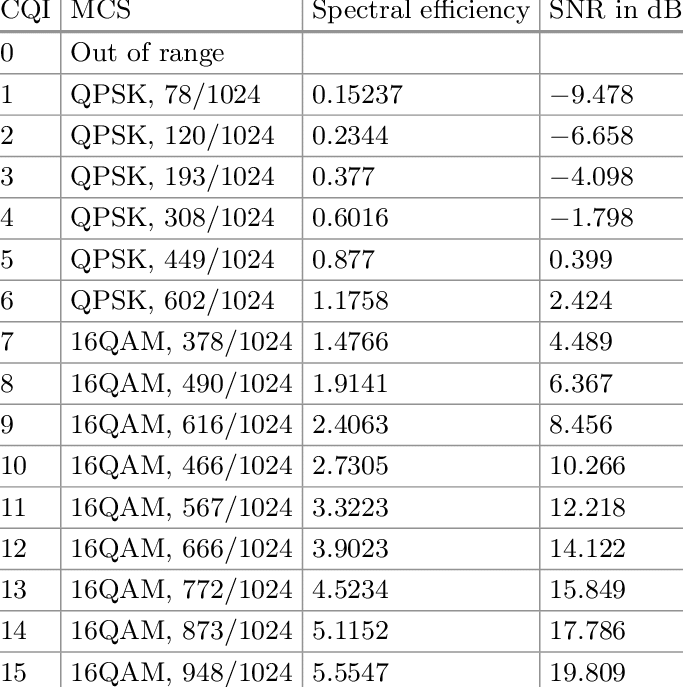 CQI MCS Spectral efficiency SNR in dB
0 Out of range
1 QPSK, 78/1024 0.15237 −9.478
2 QPSK, 120/1024 0.2344 −6.658
3 QPSK, 193/1024 0.377 −4.098
4 QPSK, 308/1024 0.6016 −1.798
5 QPSK, 449/1024 0.877 0.399
6 QPSK, 602/1024 1.1758 2.424
7 16QAM, 378/1024 1.4766 4.489
8 16QAM, 490/1024 1.9141 6.367
9 16QAM, 616/1024 2.4063 8.456
10 16QAM, 466/1024 2.7305 10.266
11 16QAM, 567/1024 3.3223 12.218
12 16QAM, 666/1024 3.9023 14.122
13 16QAM, 772/1024 4.5234 15.849
14 16QAM, 873/1024 5.1152 17.786
15 16QAM, 948/1024 5.5547 19.809